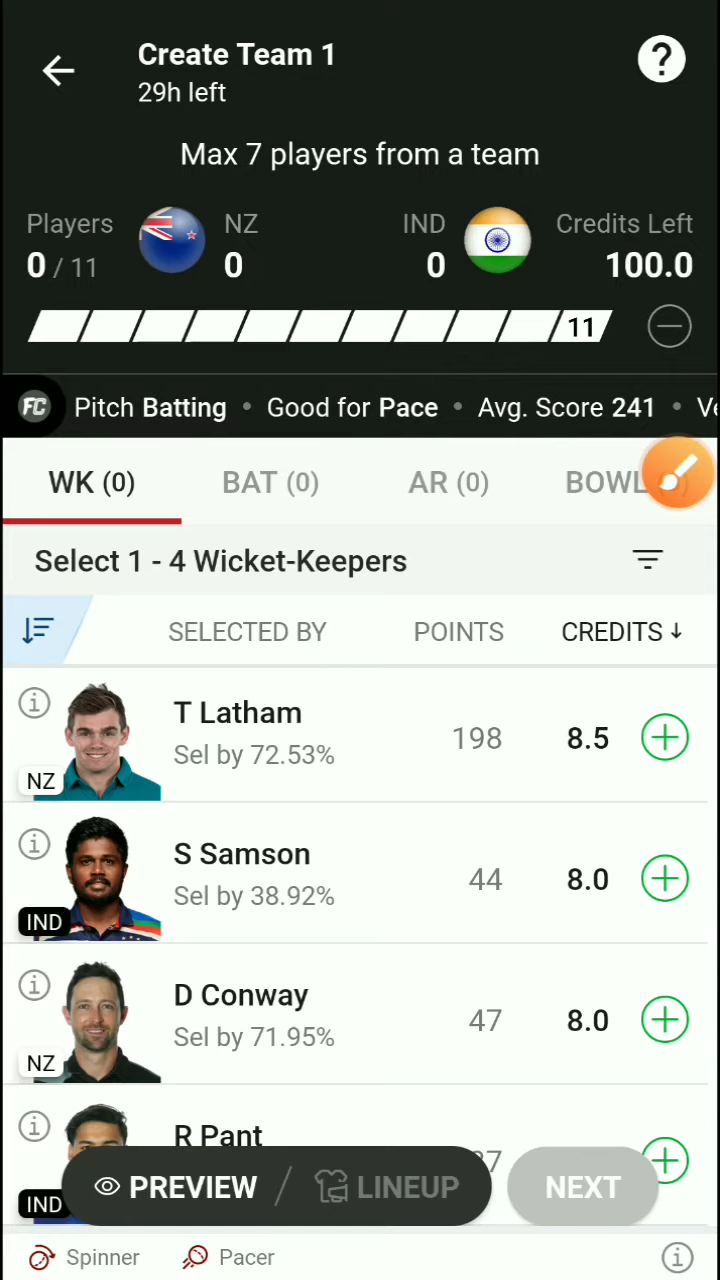 Create Team 1
29h left
?
Max 7 players from a team
Players NZ IND Credits Left
0 / 11 0 0 100.0
11
FC Pitch Batting • Good for Pace • Avg. Score 241 •
WK (0) BAT (0) AR (0) BOWL
Select 1 - 4 Wicket-Keepers
SELECTED BY POINTS CREDITS ↓
T Latham
Sel by 72.53% 198 8.5
NZ
S Samson
Sel by 38.92% 44 8.0
IND
D Conway
Sel by 71.95% 47 8.0
NZ
R Pant
IND
PREVIEW / LINEUP NEXT
Spinner Pacer